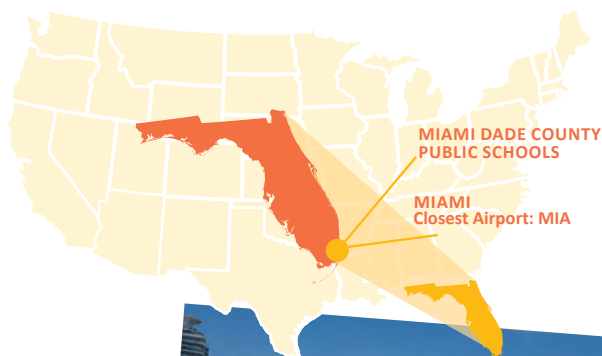 MIAMI DADE COUNTY
PUBLIC SCHOOLS
MIAMI
Closest Airport: MIA